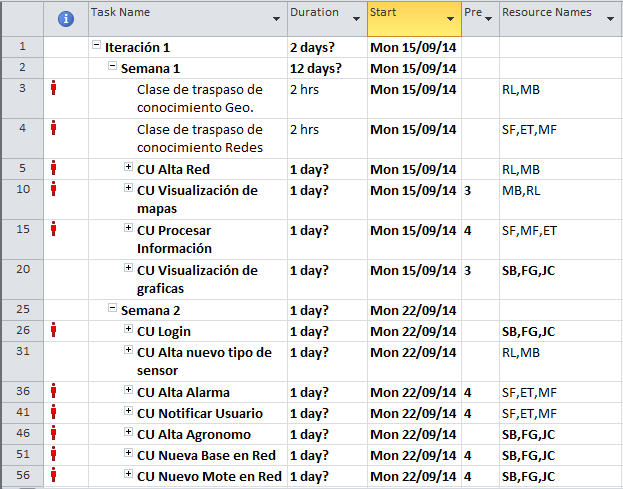 Task Name Duration Start Pre Resource Names
1 Iteración 1 2 days? Mon 15/09/14
2 Semana 1 12 days? Mon 15/09/14
3 Clase de traspaso de 2 hrs Mon 15/09/14 RL,MB
conocimiento Geo.
4 Clase de traspaso de 2 hrs Mon 15/09/14 SF,ET,MF
conocimiento Redes
5 CU Alta Red 1 day? Mon 15/09/14 RL,MB
10 CU Visualización de 1 day? Mon 15/09/14 3 MB,RL
mapas
15 CU Procesar 1 day? Mon 15/09/14 4 SF,MF,ET
Información
20 CU Visualización de 1 day? Mon 15/09/14 3 SB,FG,JC
graficas
25 Semana 2 1 day? Mon 22/09/14
26 CU Login 1 day? Mon 22/09/14 SB,FG,JC
31 CU Alta nuevo tipo de 1 day? Mon 22/09/14 RL,MB
sensor
36 CU Alta Alarma 1 day? Mon 22/09/14 4 SF,ET,MF
41 CU Notificar Usuario 1 day? Mon 22/09/14 4 SF,ET,MF
46 CU Alta Agronomo 1 day? Mon 22/09/14 SB,FG,JC
51 CU Nueva Base en Red 1 day? Mon 22/09/14 4 SB,FG,JC
56 CU Nuevo Mote en Red 1 day? Mon 22/09/14 4 SB,FG,JC